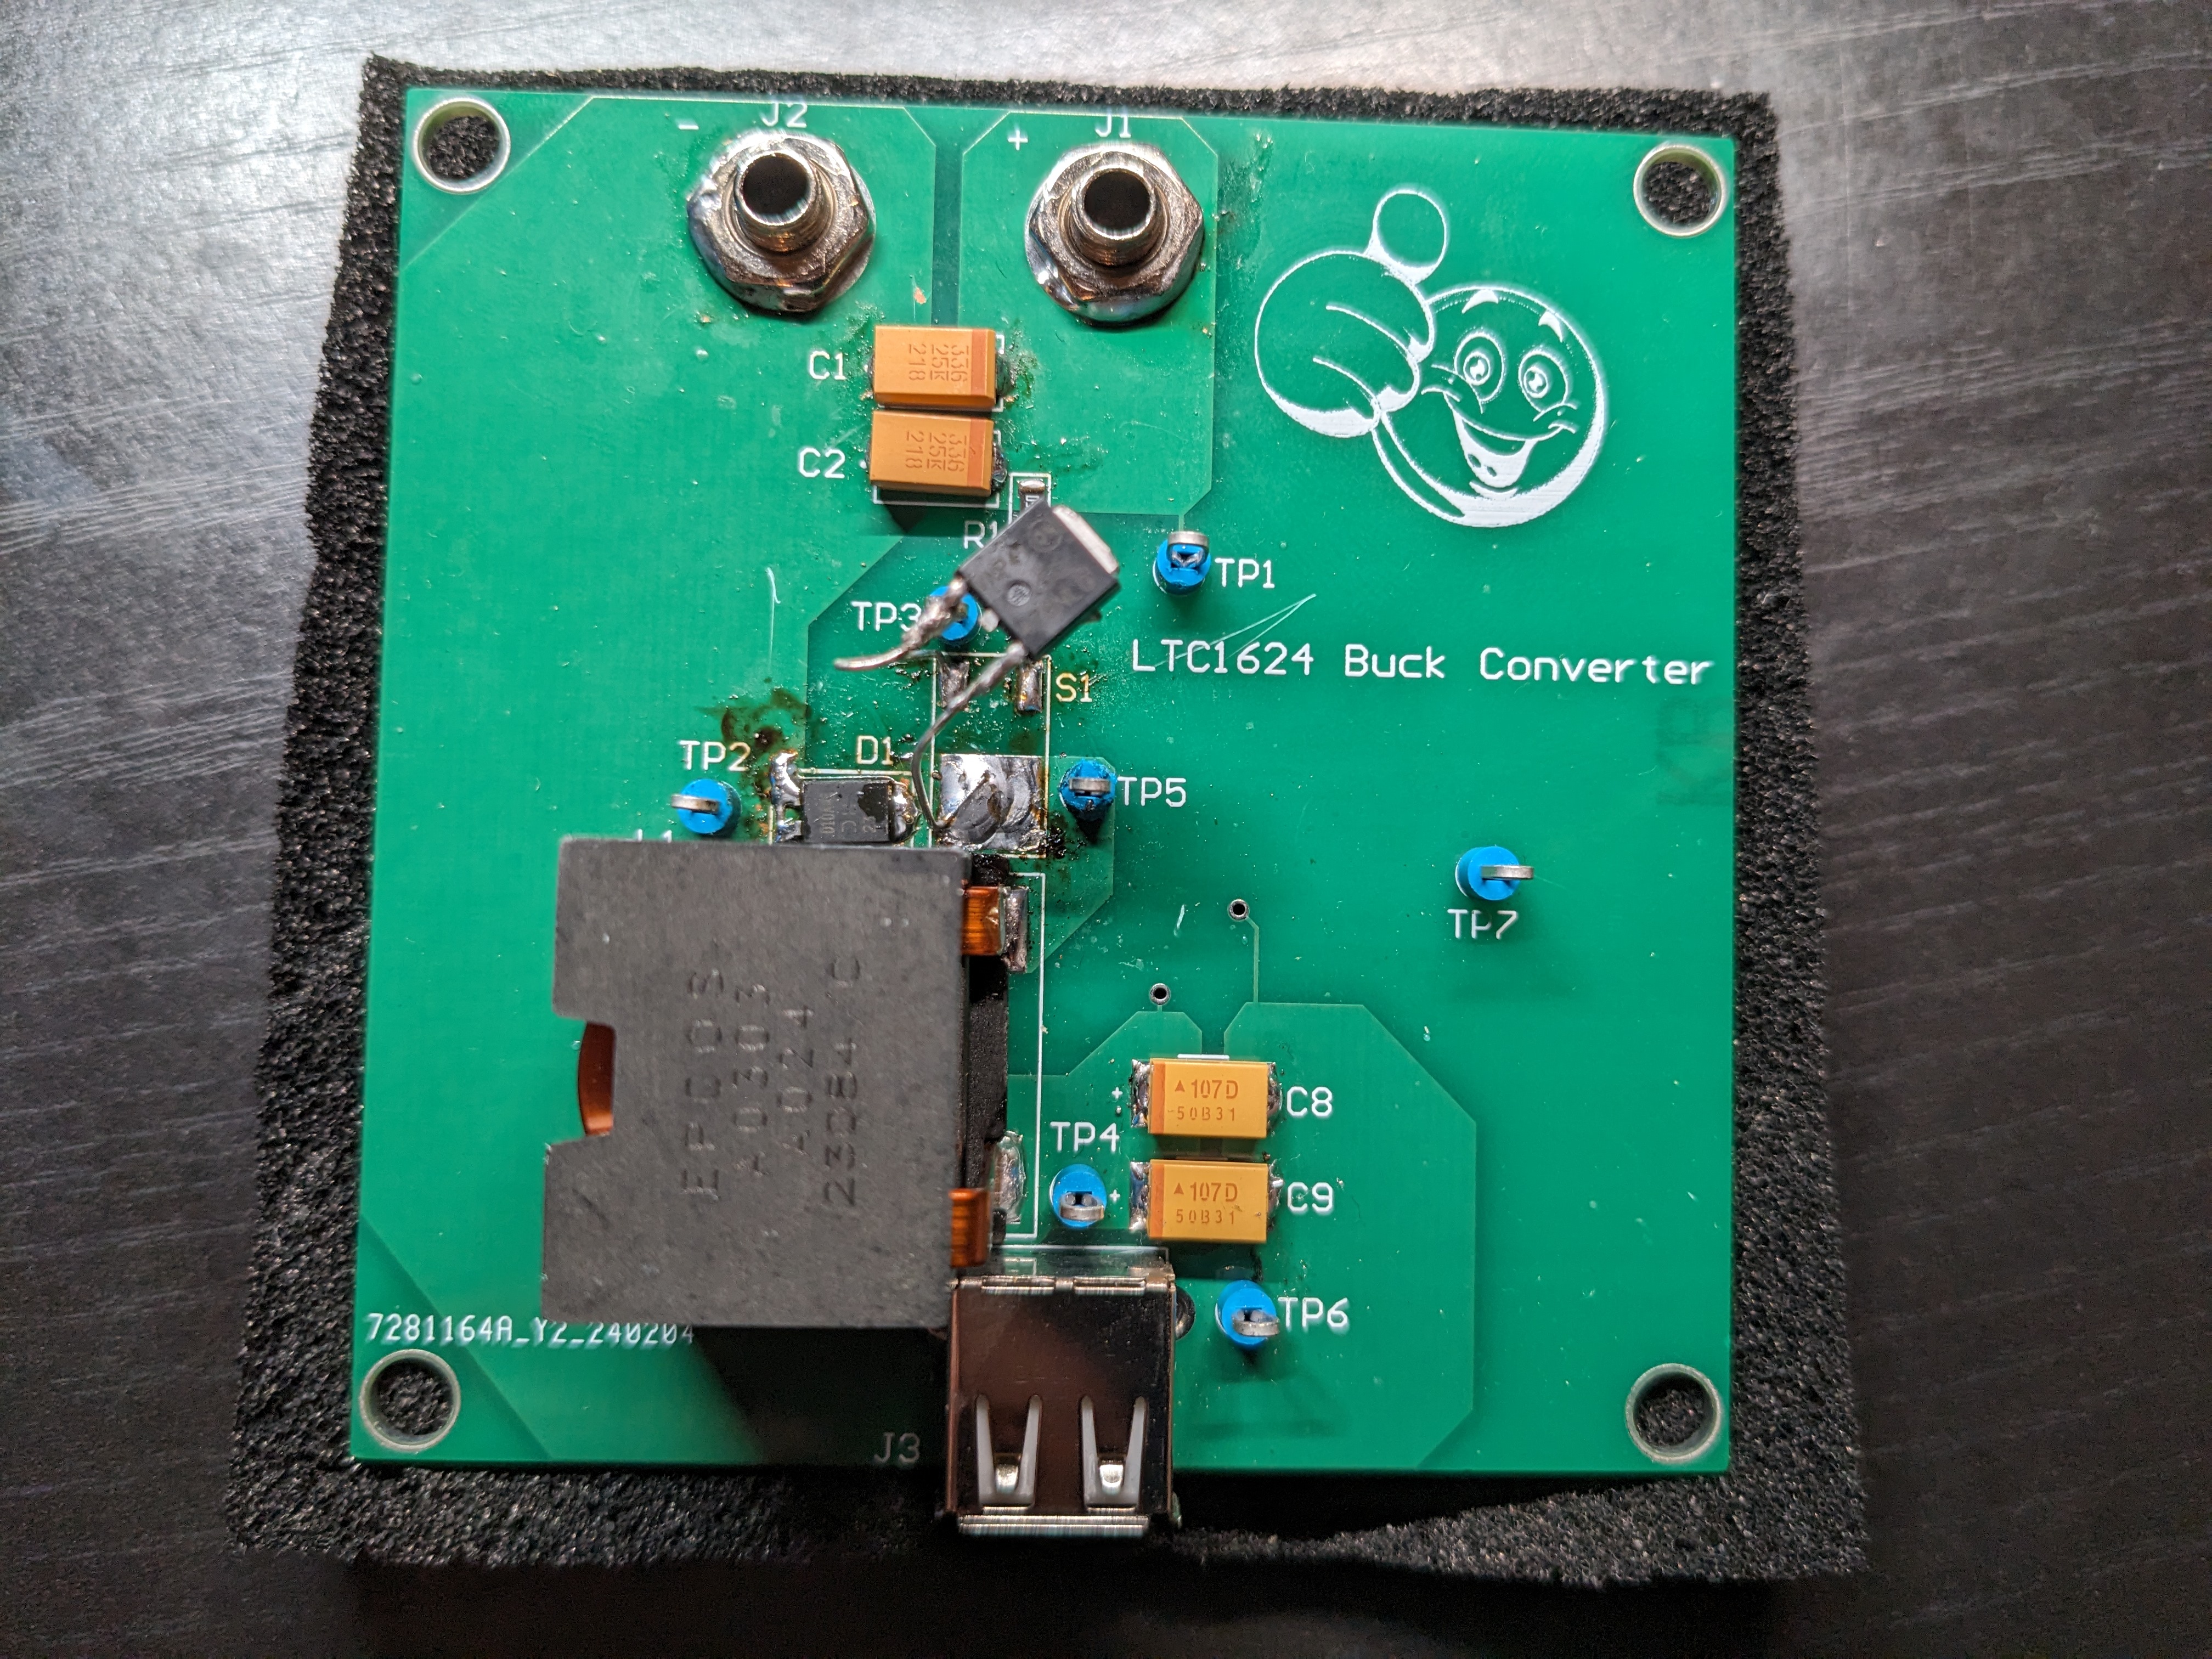 J2
J1
-
+
C1
336
25K
218
C2
336
25K
218
R1
TP1
TP3
LTC1624 Buck Converter
S1
TP2
D1
TP5
TP7
EPCOS
+
107D
50B31
C8
TP4
+
107D
50B31
C9
TP6
7281164A_Y2_240204
J3